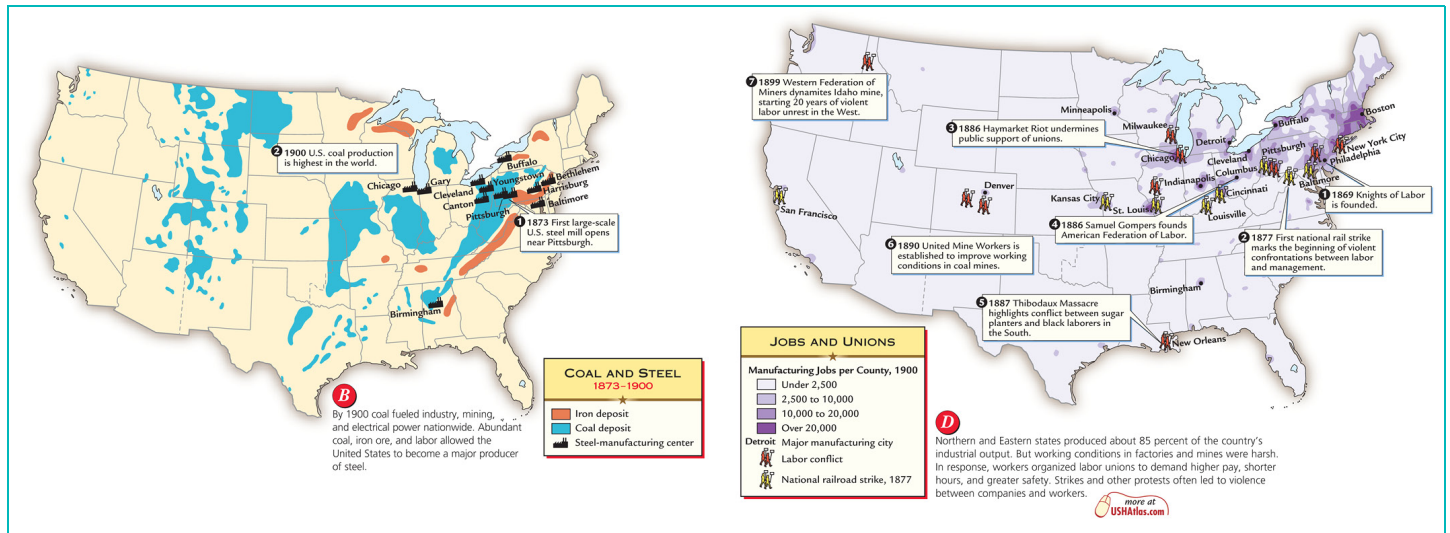 2 1900 U.S. coal production
is highest in the world.
Buffalo
Chicago
Gary
Cleveland
Youngstown
Bethlehem
Harrisburg
Canton
Baltimore
Pittsburgh
1 1873 First large-scale
U.S. steel mill opens
near Pittsburgh.
Birmingham
B
By 1900 coal fueled industry, mining,
and electrical power nationwide. Abundant
coal, iron ore, and labor allowed the
United States to become a major producer
of steel.
COAL AND STEEL
1873–1900
Iron deposit
Coal deposit
Steel-manufacturing center
7 1899 Western Federation of
Miners dynamites Idaho mine,
starting 20 years of violent
labor unrest in the West.
Minneapolis
Milwaukee
3 1886 Haymarket Riot undermines
public support of unions.
Detroit
Chicago
Buffalo
Boston
Pittsburgh
New York City
Philadelphia
Cleveland
Columbus
Indianapolis
Baltimore
Cincinnati
Denver
Kansas City
St. Louis
Louisville
San Francisco
1 1869 Knights of Labor
is founded.
4 1886 Samuel Gompers founds
American Federation of Labor.
6 1890 United Mine Workers is
established to improve working
conditions in coal mines.
2 1877 First national rail strike
marks the beginning of violent
confrontations between labor
and management.
Birmingham
5 1887 Thibodaux Massacre
highlights conflict between sugar
planters and black laborers in
the South.
New Orleans
JOBS AND UNIONS
Manufacturing Jobs per County, 1900
Under 2,500
2,500 to 10,000
10,000 to 20,000
Over 20,000
Detroit Major manufacturing city
Labor conflict
National railroad strike, 1877
D
Northern and Eastern states produced about 85 percent of the country's
industrial output. But working conditions in factories and mines were harsh.
In response, workers organized labor unions to demand higher pay, shorter
hours, and greater safety. Strikes and other protests often led to violence
between companies and workers.
more at
USHAtlas.com